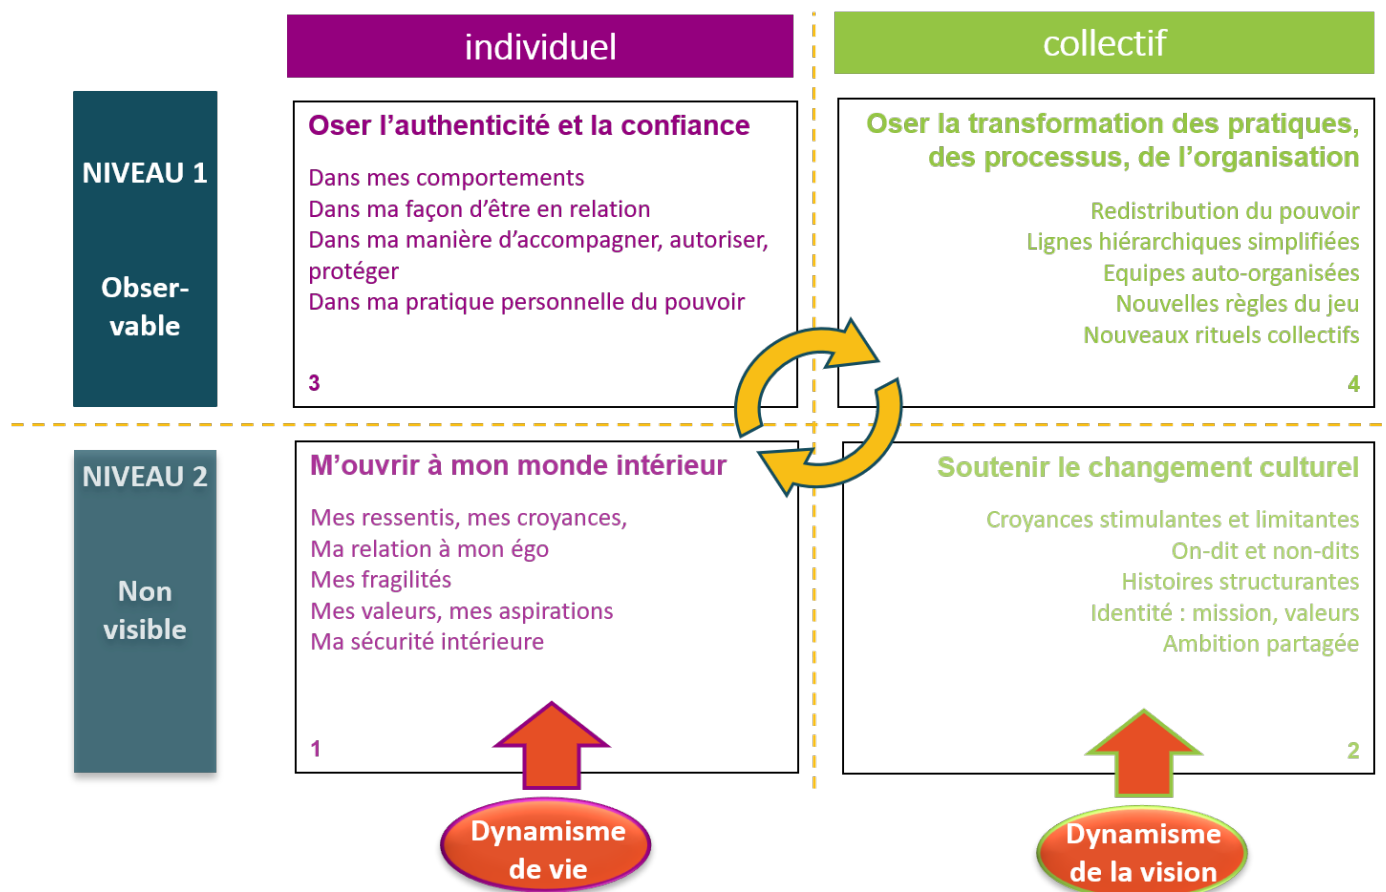 individuel
collectif
NIVEAU 1
Obser-
vable
Oser l’authenticité et la confiance
Dans mes comportements
Dans ma façon d’être en relation
Dans ma manière d’accompagner, autoriser,
protéger
Dans ma pratique personnelle du pouvoir
3
Oser la transformation des pratiques,
des processus, de l’organisation
Redistribution du pouvoir
Lignes hiérarchiques simplifiées
Equipes auto-organisées
Nouvelles règles du jeu
Nouveaux rituels collectifs
4
NIVEAU 2
Non
visible
M’ouvrir à mon monde intérieur
Mes ressentis, mes croyances,
Ma relation à mon égo
Mes fragilités
Mes valeurs, mes aspirations
Ma sécurité intérieure
1
Soutenir le changement culturel
Croyances stimulantes et limitantes
On-dit et non-dits
Histoires structurantes
Identité : mission, valeurs
Ambition partagée
2
Dynamisme
de vie
Dynamisme
de la vision